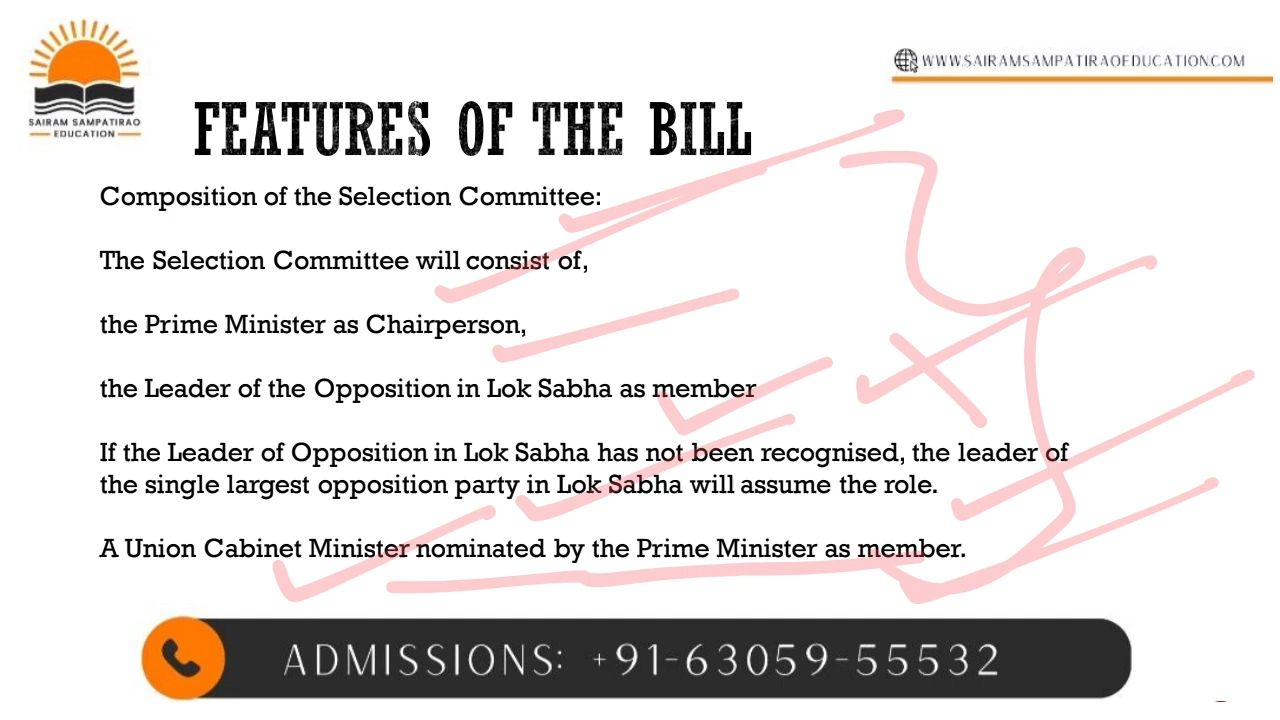 SAIRAM SAMPATIRAO
EDUCATION
WWW.SAIRAMSAMPATIRAOEDUCATION.COM
FEATURES OF THE BILL
Composition of the Selection Committee:
The Selection Committee will consist of,
the Prime Minister as Chairperson,
the Leader of the Opposition in Lok Sabha as member
If the Leader of Opposition in Lok Sabha has not been recognised, the leader of
the single largest opposition party in Lok Sabha will assume the role.
A Union Cabinet Minister nominated by the Prime Minister as member.
ADMISSIONS: +91-63059-55532